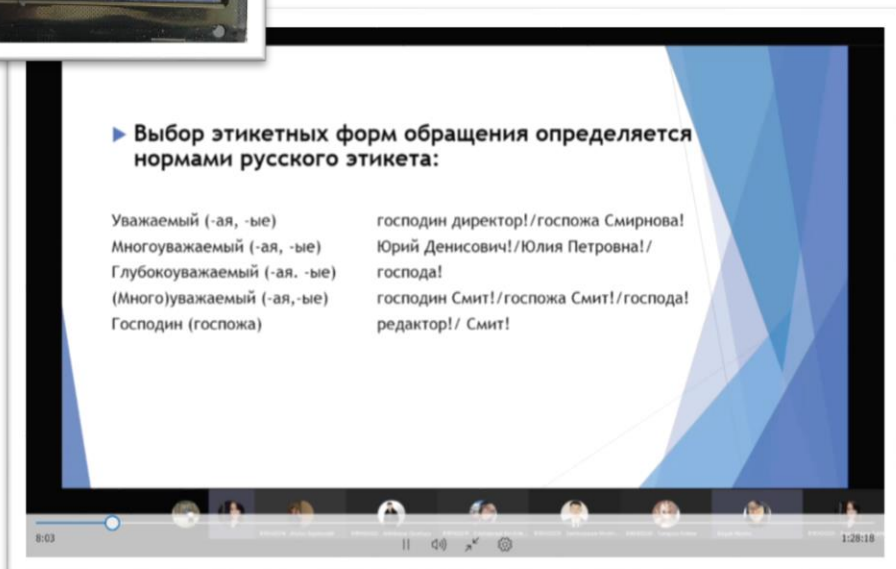 Выбор этикетных форм обращения определяется
нормами русского этикета:
Уважаемый (-ая, -ые) господин директор!/госпожа Смирнова!
Многоуважаемый (-ая, -ые) Юрий Денисович!/Юлия Петровна!/
Глубокоуважаемый (-ая. -ые) господа!
(Много)уважаемый (-ая,-ые) господин Смит!/госпожа Смит!/господа!
Господин (госпожа) редактор!/ Смит!
8:03
1:28:18